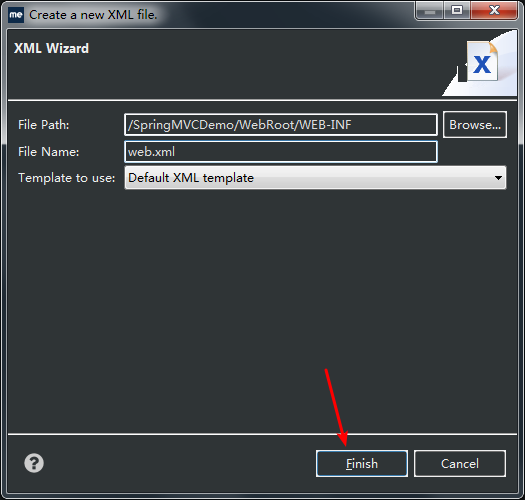 me Create a new XML file.
XML Wizard
X
File Path: /SpringMVCDemo/WebRoot/WEB-INF Browse...
File Name: web.xml
Template to use: Default XML template
? Finish Cancel